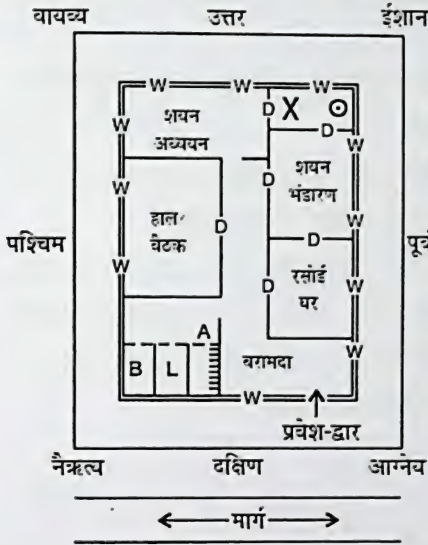 वायव्य उत्तर ईशान
W W W
D X ⊙
W शयन D W
अध्ययन
शयन
W D भंडारण W
हाल/
बैठक D
पश्चिम पूर्व
D
W रसोई W
D घर
A
W
B L बरामदा
W
प्रवेश-द्वार
नैऋत्य दक्षिण आग्नेय
मार्ग